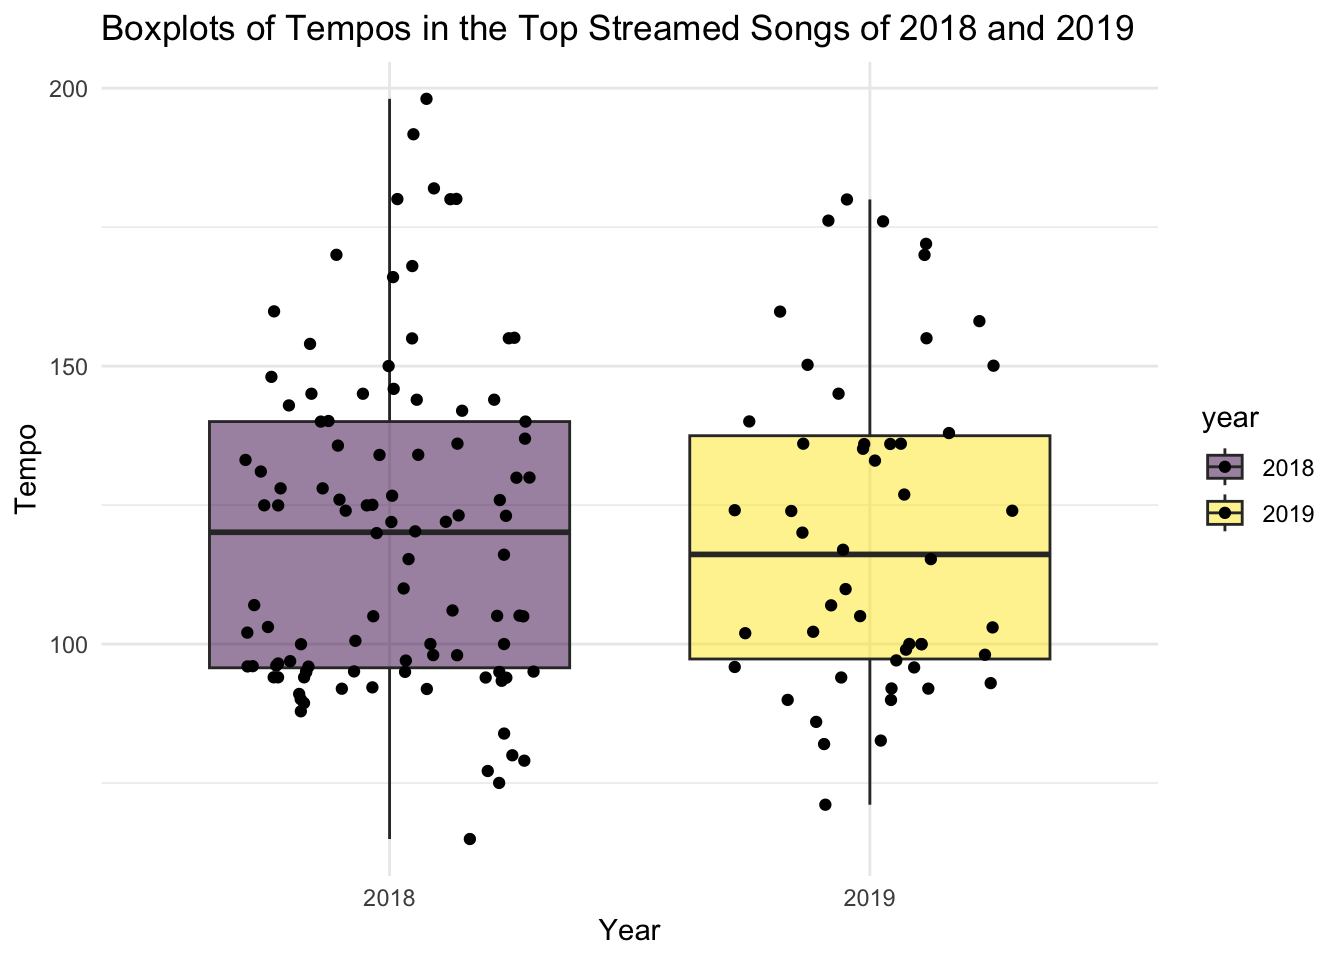 Boxplots of Tempos in the Top Streamed Songs of 2018 and 2019
200
150
100
Tempo
2018
2019
Year
year
2018
2019